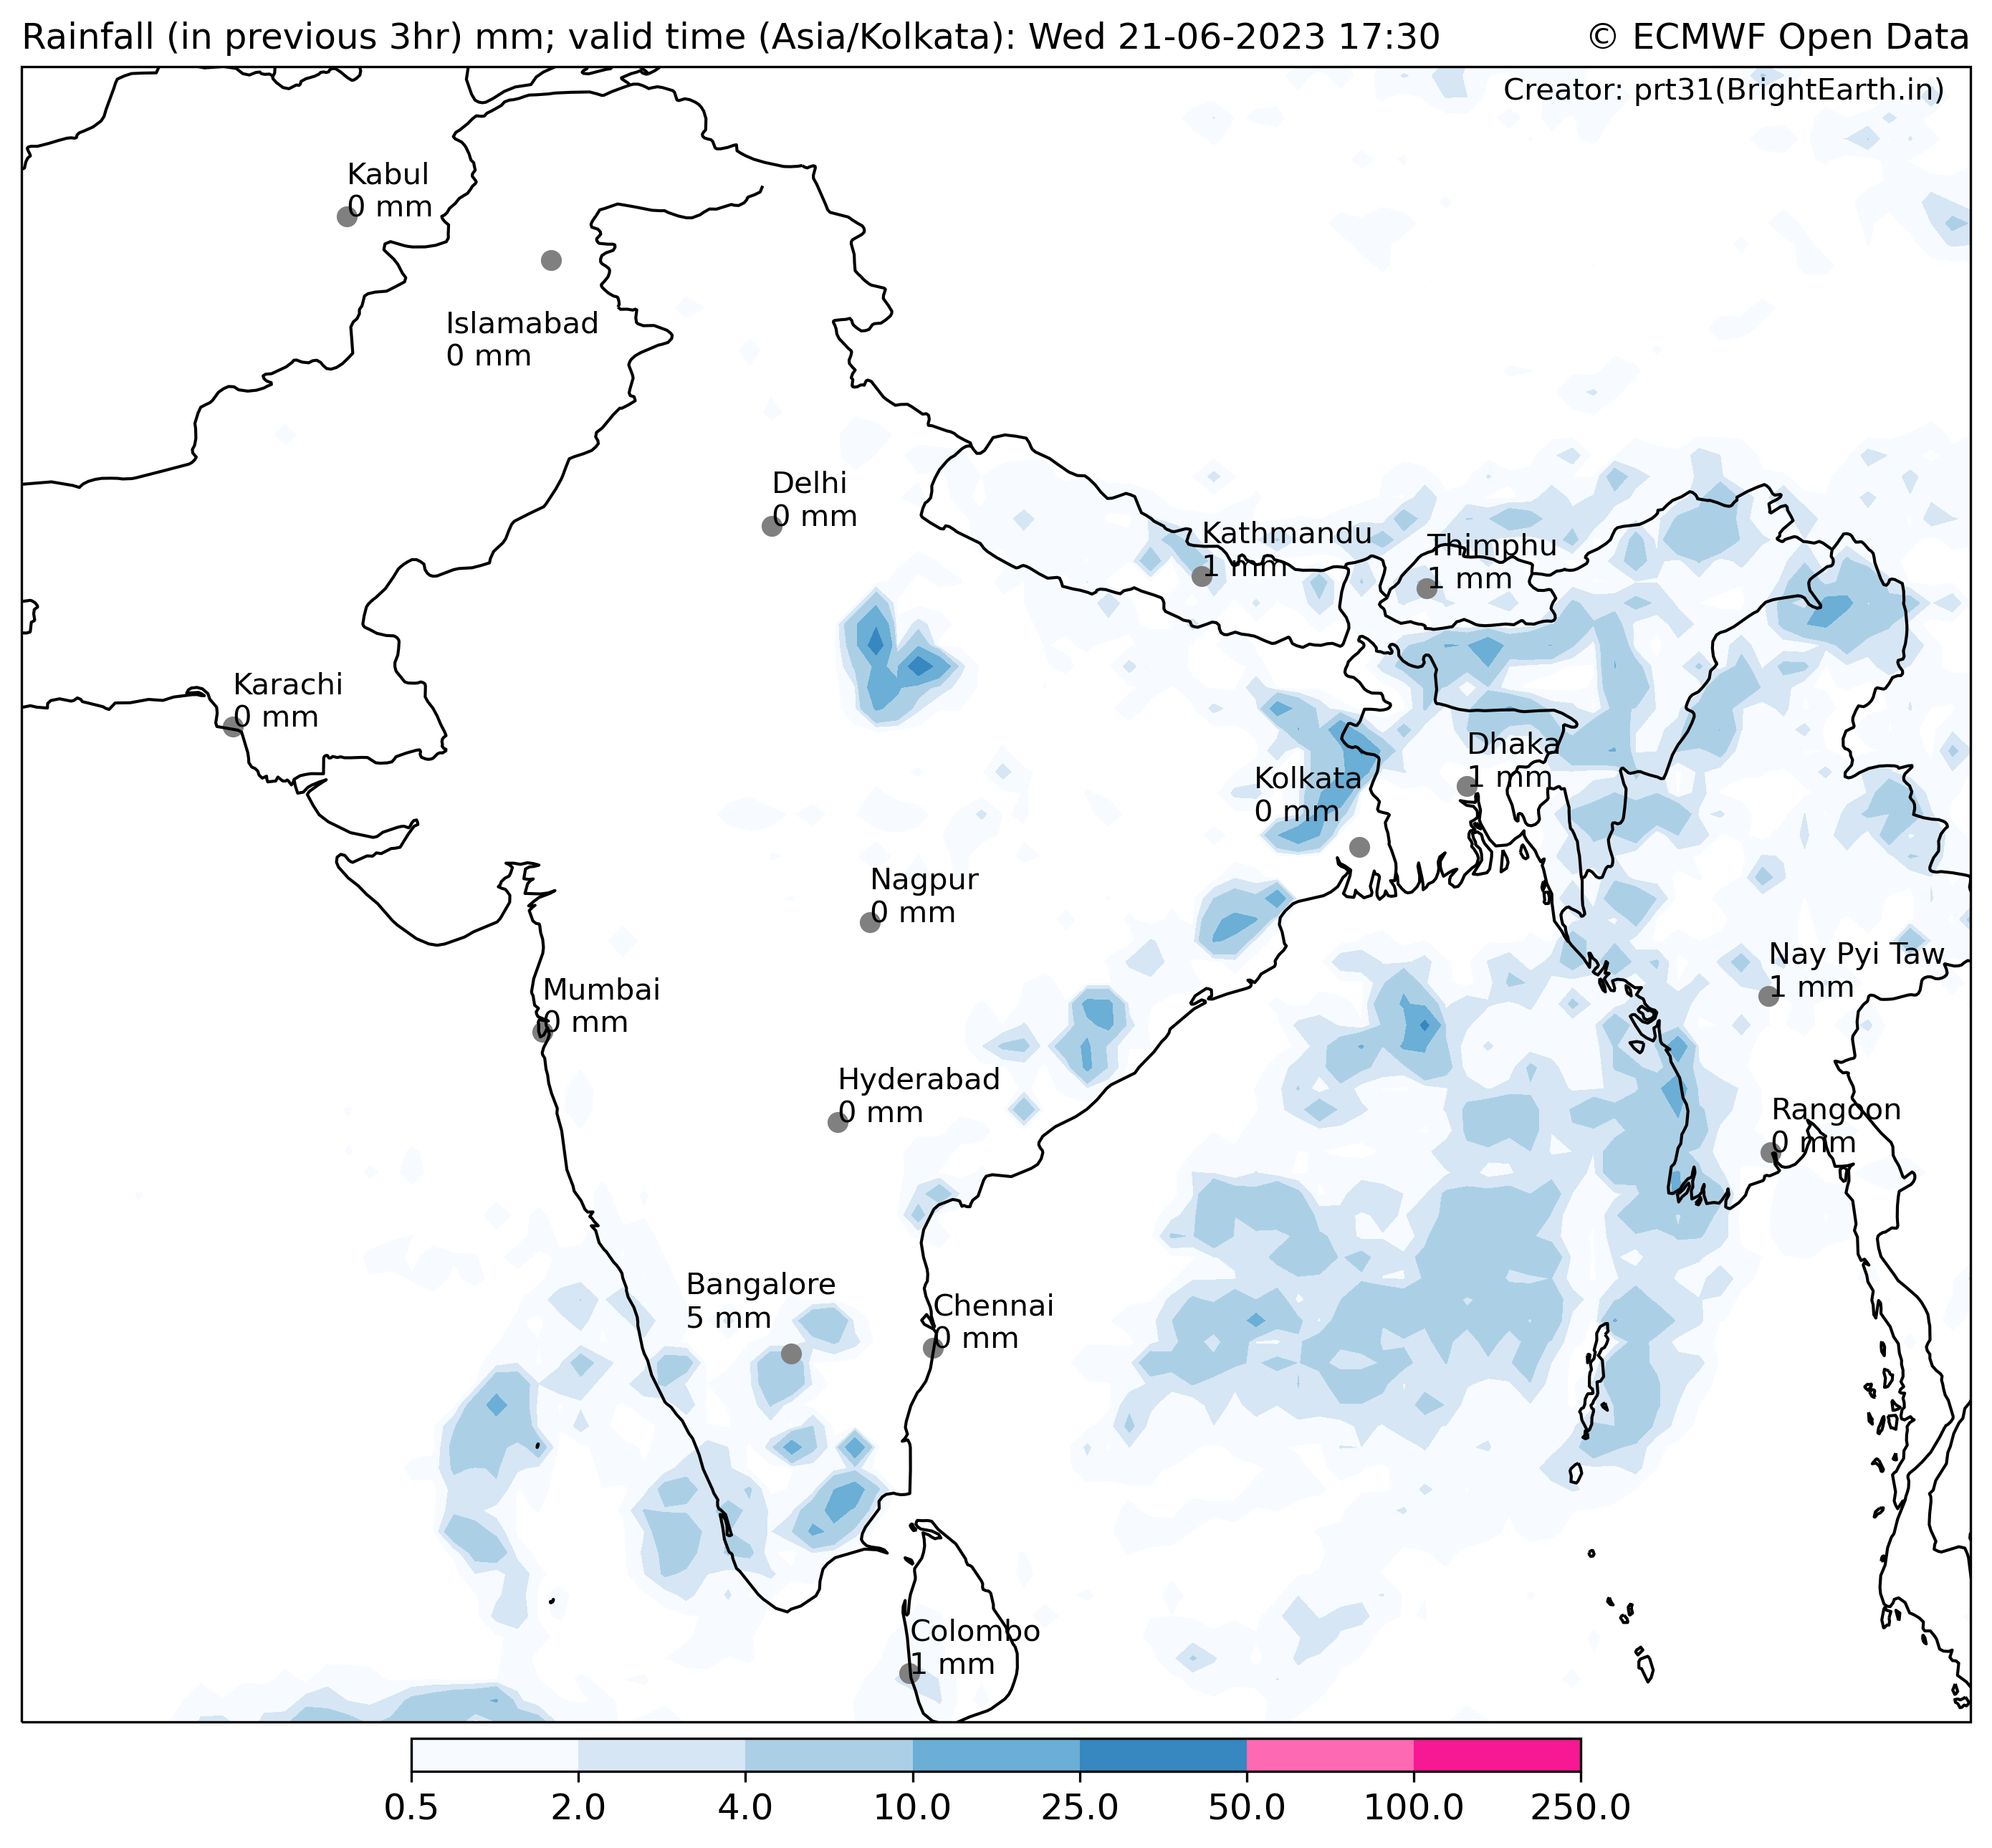 Rainfall (in previous 3hr) mm; valid time (Asia/Kolkata): Wed 21-06-2023 17:30
© ECMWF Open Data
Creator: prt31(BrightEarth.in)
Kabul
0 mm
Islamabad
0 mm
Delhi
0 mm
Kathmandu
1 mm
Thimphu
1 mm
Karachi
0 mm
Dhaka
1 mm
Kolkata
0 mm
Nagpur
0 mm
Nay Pyi Taw
1 mm
Mumbai
0 mm
Hyderabad
0 mm
Rangoon
0 mm
Bangalore
5 mm
Chennai
0 mm
Colombo
1 mm
0.5 2.0 4.0 10.0 25.0 50.0 100.0 250.0